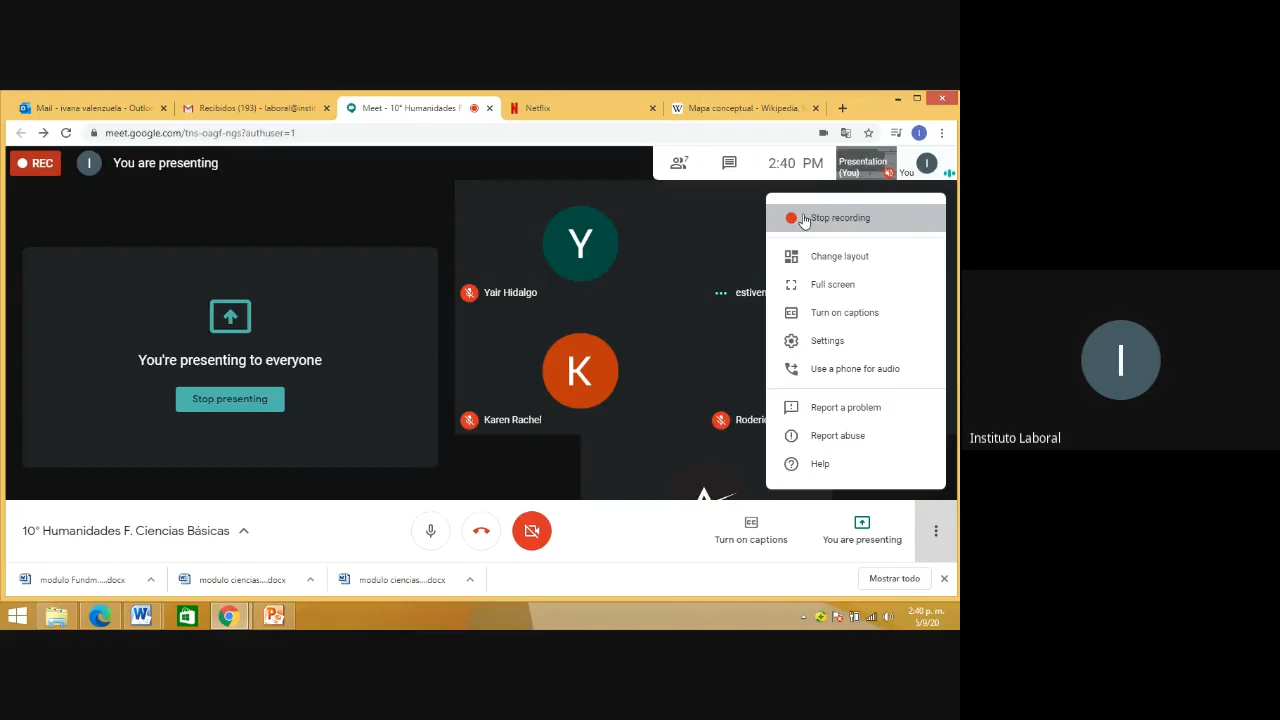 Mail - ivana valenzuela - Outlo
Recibidos (193) - laboral@insti
Meet - 10° Humanidades F
Netflix
Mapa conceptual - Wikipedia,
meet.google.com/tns-oagf-ngs?authuser=1
REC
I
You are presenting
7
2:40 PM
Presentation
(You)
You
I
Stop recording
Change layout
Full screen
Turn on captions
Settings
Use a phone for audio
Report a problem
Report abuse
Help
You're presenting to everyone
Stop presenting
Y
Yair Hidalgo
estiven
K
Karen Rachel
Roderic
I
Instituto Laboral
10° Humanidades F. Ciencias Básicas
Turn on captions
You are presenting
modulo Fundm....docx
modulo ciencias....docx
modulo ciencias....docx
Mostrar todo
2:40 p. m.
5/9/20